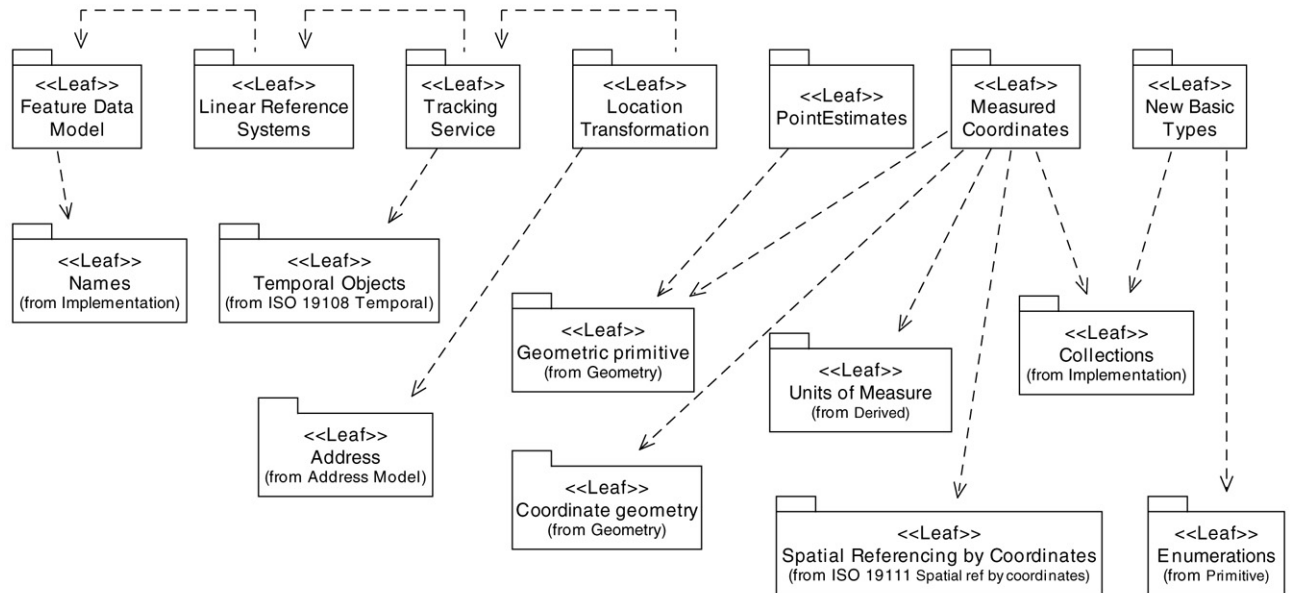 <<Leaf>>
Feature Data
Model
<<Leaf>>
Linear Reference
Systems
<<Leaf>>
Tracking
Service
<<Leaf>>
Location
Transformation
<<Leaf>>
PointEstimates
<<Leaf>>
Measured
Coordinates
<<Leaf>>
New Basic
Types
<<Leaf>>
Names
(from Implementation)
<<Leaf>>
Temporal Objects
(from ISO 19108 Temporal)
<<Leaf>>
Geometric primitive
(from Geometry)
<<Leaf>>
Units of Measure
(from Derived)
<<Leaf>>
Collections
(from Implementation)
<<Leaf>>
Address
(from Address Model)
<<Leaf>>
Coordinate geometry
(from Geometry)
<<Leaf>>
Spatial Referencing by Coordinates
(from ISO 19111 Spatial ref by coordinates)
<<Leaf>>
Enumerations
(from Primitive)